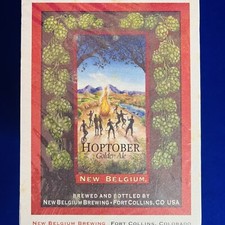 HOPTOBER
Golden Ale
NEW BELGIUM
BREWED AND BOTTLED BY
NEW BELGIUM BREWING · FORT COLLINS, CO USA
NEW BELGIUM BREWING FORT COLLINS, COLORADO